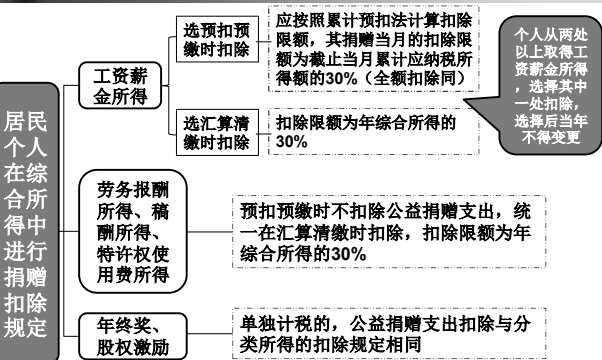 居民
个人
在综
合所
得中
进行
捐赠
扣除
规定
工资薪
金所得
选预扣预
缴时扣除
应按照累计预扣法计算扣除
限额，其捐赠当月的扣除限
额为截止当月累计应纳税所
得额的30%（全额扣除同）
个人从两处
以上取得工
资薪金所得
，选择其中
一处扣除，
选择后当年
不得变更
选汇算清
缴时扣除
扣除限额为年综合所得的
30%
劳务报酬
所得、稿
酬所得、
特许权使
用费所得
预扣预缴时不扣除公益捐赠支出，统
一在汇算清缴时扣除，扣除限额为年
综合所得的30%
年终奖、
股权激励
单独计税的，公益捐赠支出扣除与分
类所得的扣除规定相同